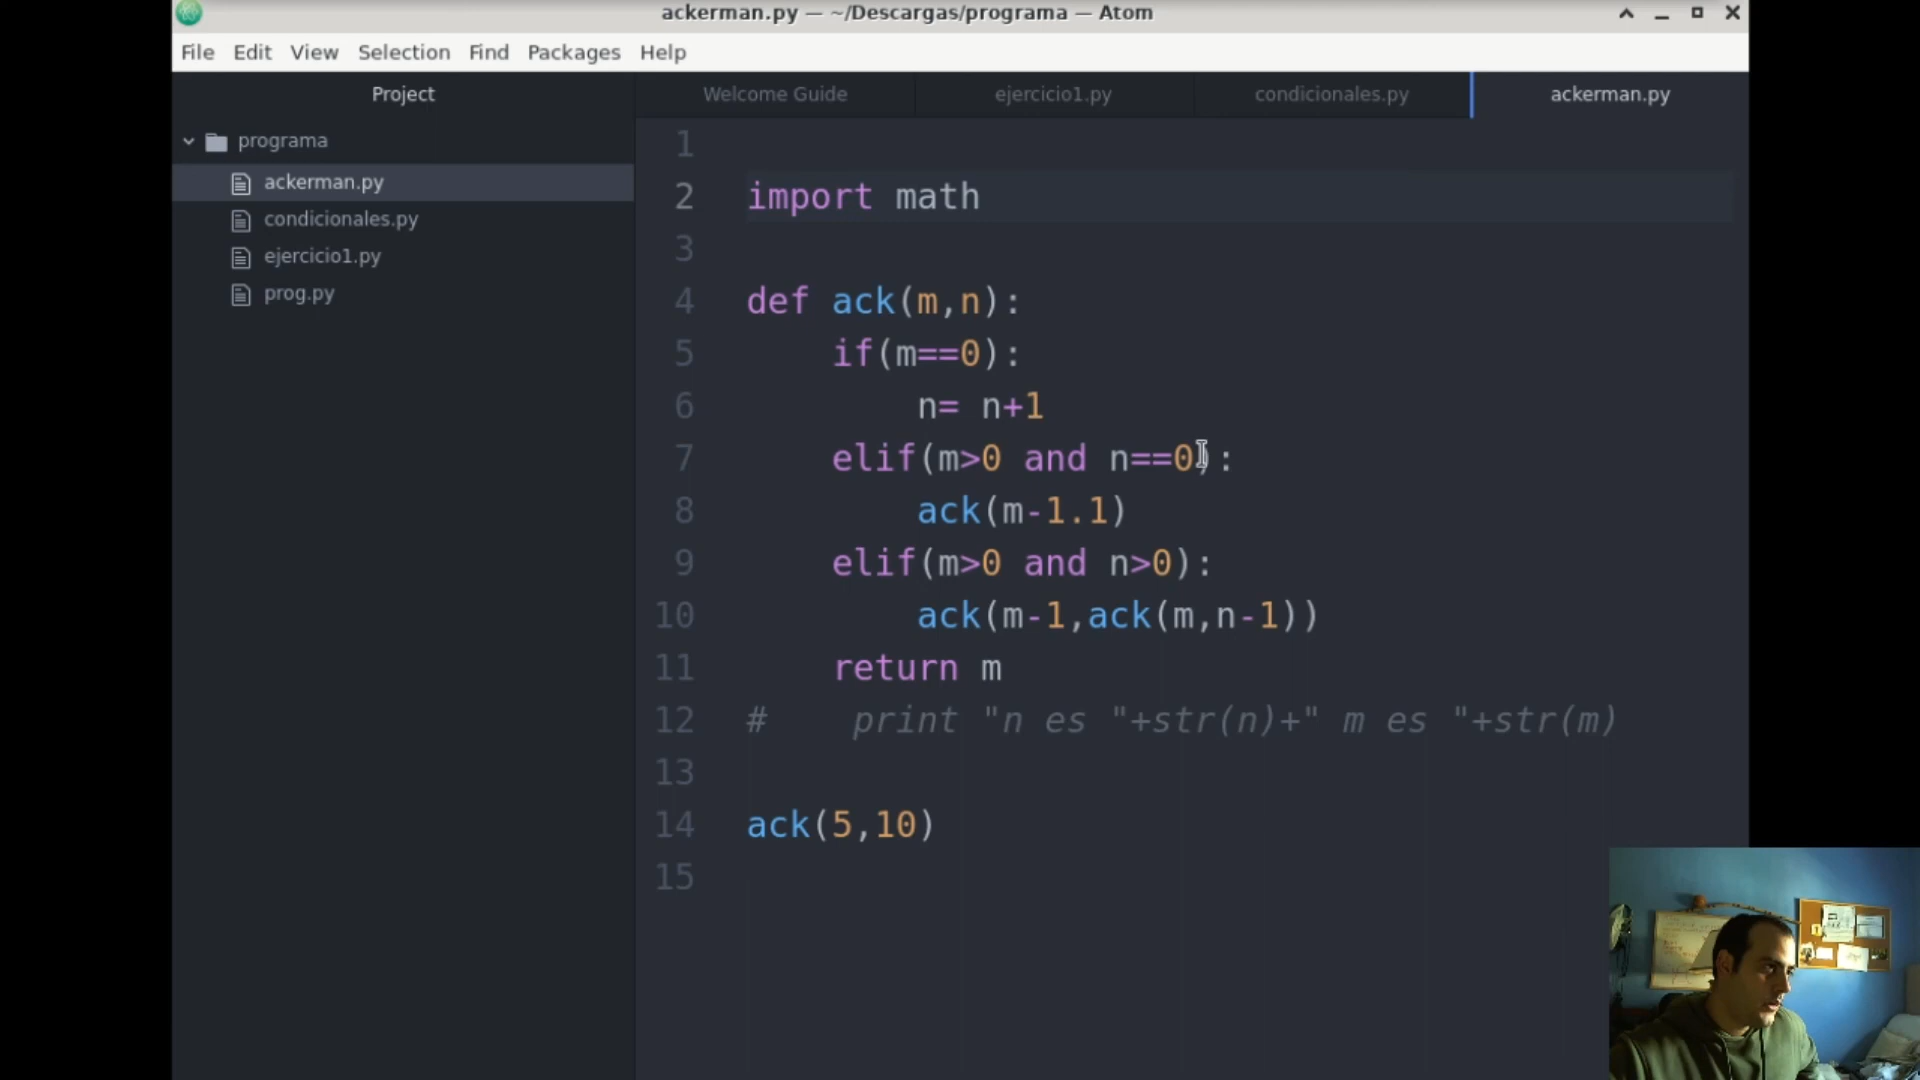 ackerman.py — ~/Descargas/programa — Atom
File Edit View Selection Find Packages Help
Project
programa
ackerman.py
condicionales.py
ejercicio1.py
prog.py
Welcome Guide ejercicio1.py condicionales.py ackerman.py
1
2 import math
3
4 def ack(m,n):
5 if(m==0):
6 n= n+1
7 elif(m>0 and n==0):
8 ack(m-1.1)
9 elif(m>0 and n>0):
10 ack(m-1,ack(m,n-1))
11 return m
12 # print "n es "+str(n)+" m es "+str(m)
13
14 ack(5,10)
15